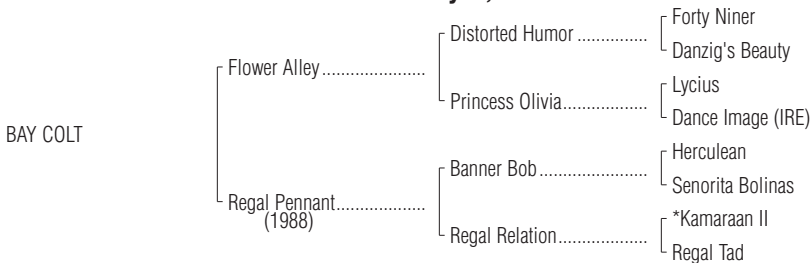 Forty Niner
Distorted Humor ...............
Danzig's Beauty
Flower Alley......................
Lycius
Princess Olivia..................
Dance Image (IRE)
BAY COLT
Herculean
Banner Bob.......................
Senorita Bolinas
Regal Pennant...................
(1988)
*Kamaraan II
Regal Relation...................
Regal Tad